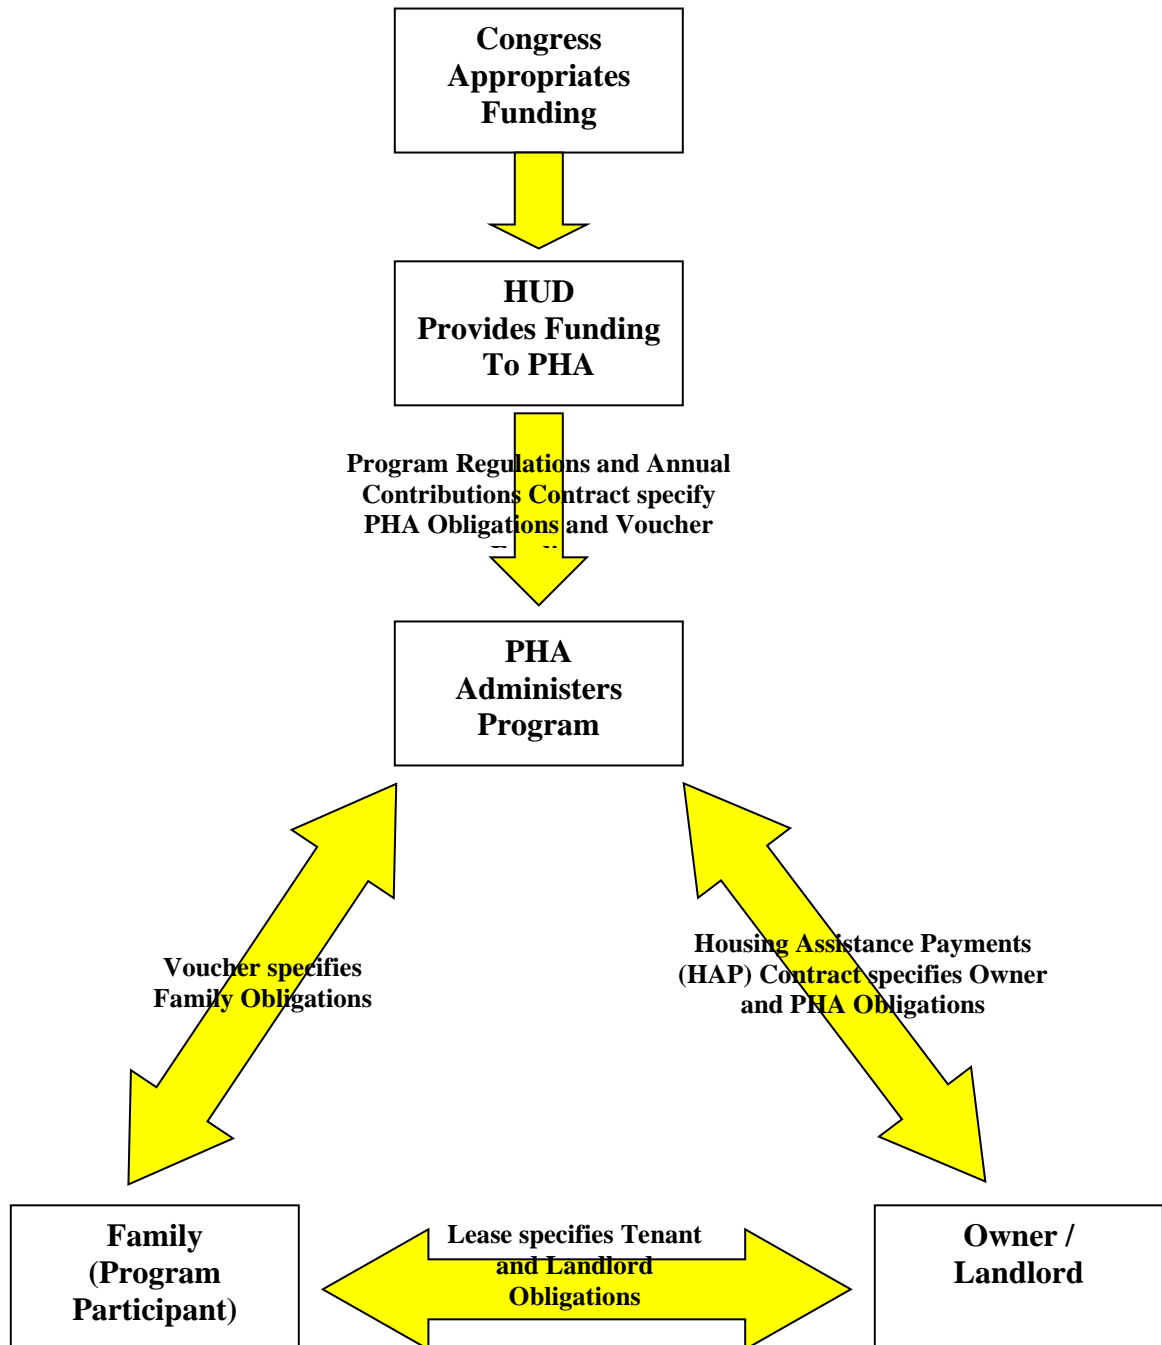 Congress
Appropriates
Funding
HUD
Provides Funding
To PHA
Program Regulations and Annual
Contributions Contract specify
PHA Obligations and Voucher
PHA
Administers
Program
Voucher specifies
Family Obligations
Housing Assistance Payments
(HAP) Contract specifies Owner
and PHA Obligations
Family
(Program
Participant)
Lease specifies Tenant
and Landlord
Obligations
Owner /
Landlord